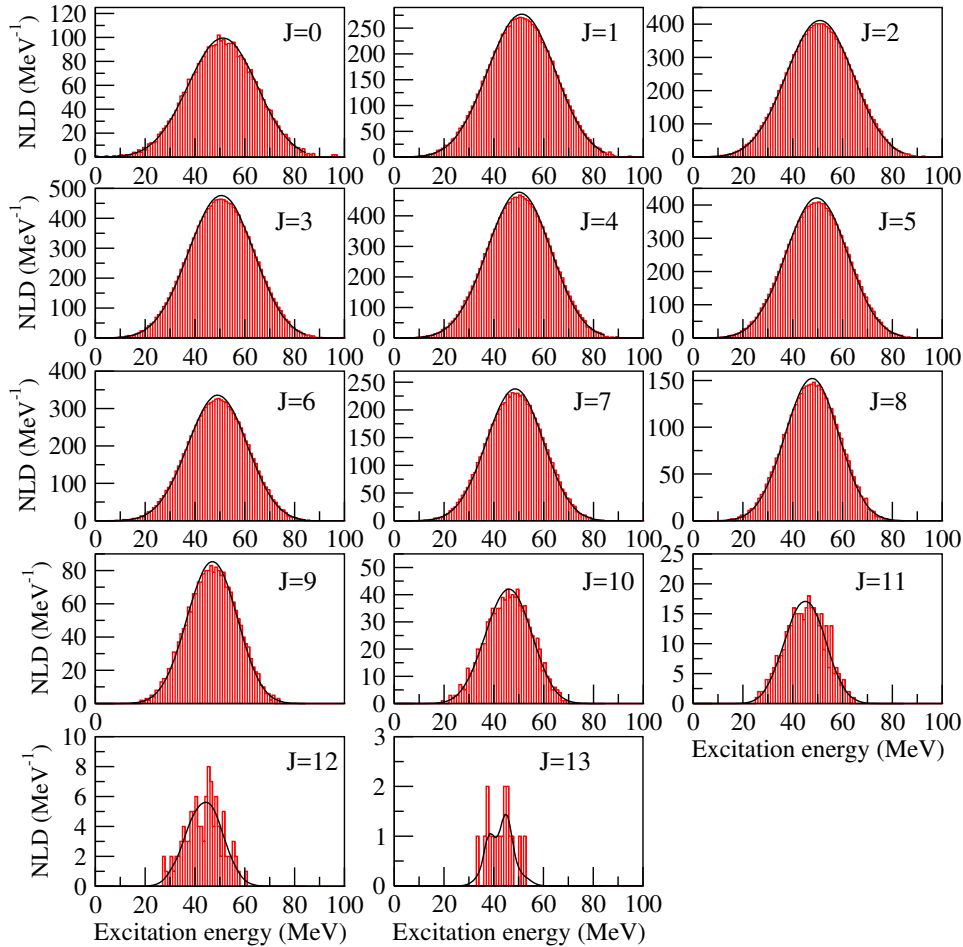 NLD (MeV⁻¹)
120
100
80
60
40
20
0
J=0
0 20 40 60 80 100
250
200
150
100
50
0
J=1
0 20 40 60 80 100
400
300
200
100
0
J=2
0 20 40 60 80 100
NLD (MeV⁻¹)
500
400
300
200
100
0
J=3
0 20 40 60 80 100
400
300
200
100
0
J=4
0 20 40 60 80 100
400
300
200
100
0
J=5
0 20 40 60 80 100
NLD (MeV⁻¹)
400
300
200
100
0
J=6
0 20 40 60 80 100
250
200
150
100
50
0
J=7
0 20 40 60 80 100
150
100
50
0
J=8
0 20 40 60 80 100
NLD (MeV⁻¹)
80
60
40
20
0
J=9
50
40
30
20
10
0
J=10
0 20 40 60 80 100
25
20
15
10
5
0
J=11
0 20 40 60 80 100
Excitation energy (MeV)
NLD (MeV⁻¹)
10
8
6
4
2
0
J=12
0 20 40 60 80 100
Excitation energy (MeV)
3
2
1
0
J=13
0 20 40 60 80 100
Excitation energy (MeV)